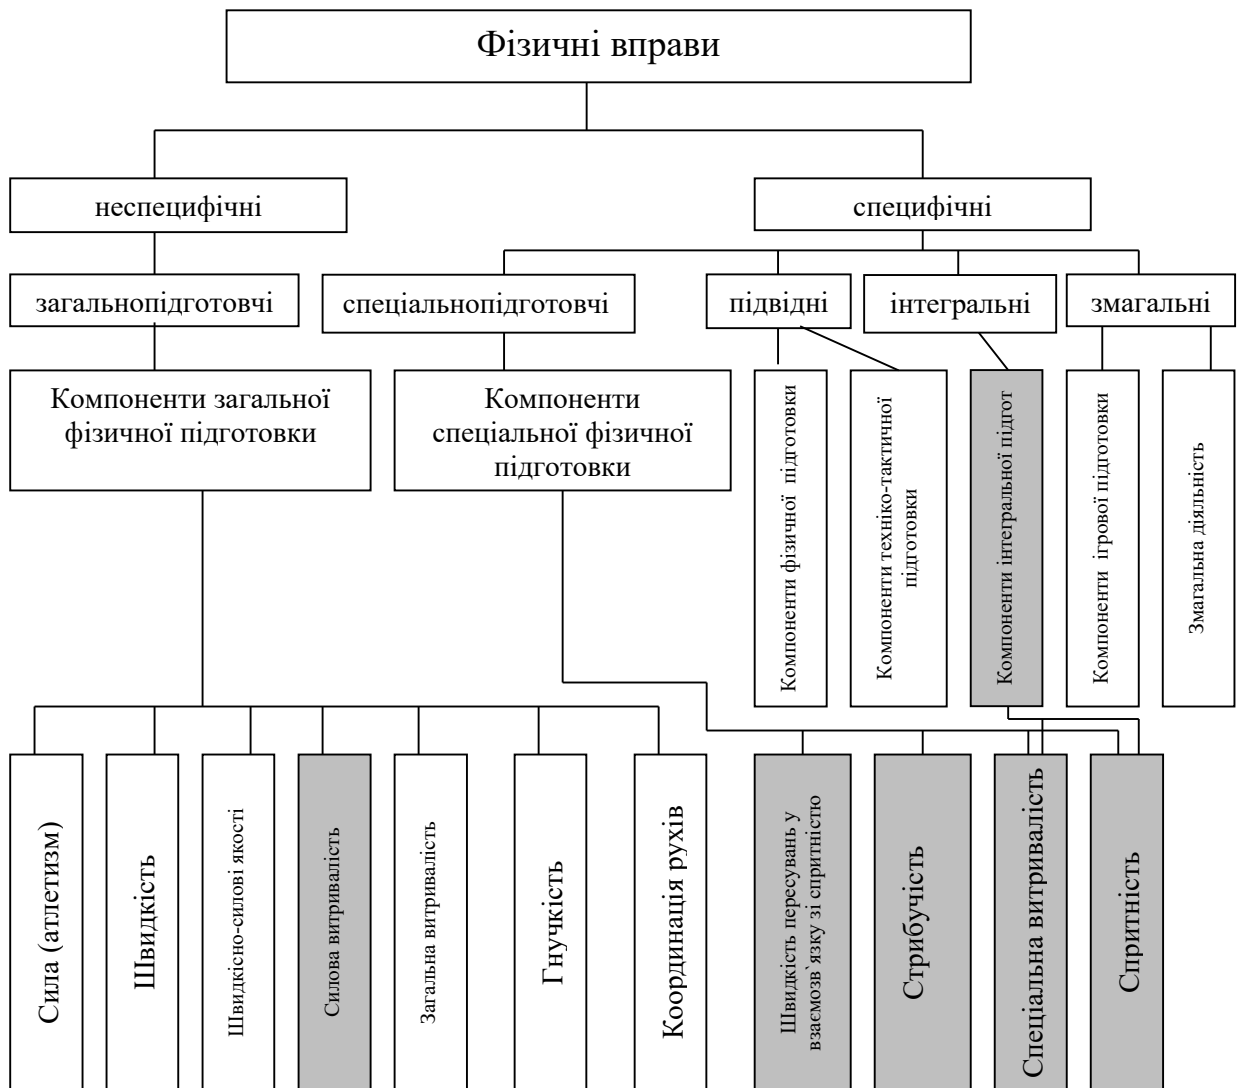 Фізичні вправи
неспецифічні
специфічні
загальнопідготовчі
спеціальнопідготовчі
підвідні
інтегральні
змагальні
Компоненти загальної
фізичної підготовки
Компоненти
спеціальної фізичної
підготовки
Компоненти фізичної підготовки
Компоненти техніко-тактичної
підготовки
Компоненти інтегральної підгот
Компоненти ігрової підготовки
Змагальна діяльність
Сила (атлетизм)
Швидкість
Швидкісно-силові якості
Силова витривалість
Загальна витривалість
Гнучкість
Координація рухів
Швидкість пересувань у
взаємозв`язку зі спритністю
Стрибучість
Спеціальна витривалість
Спритність